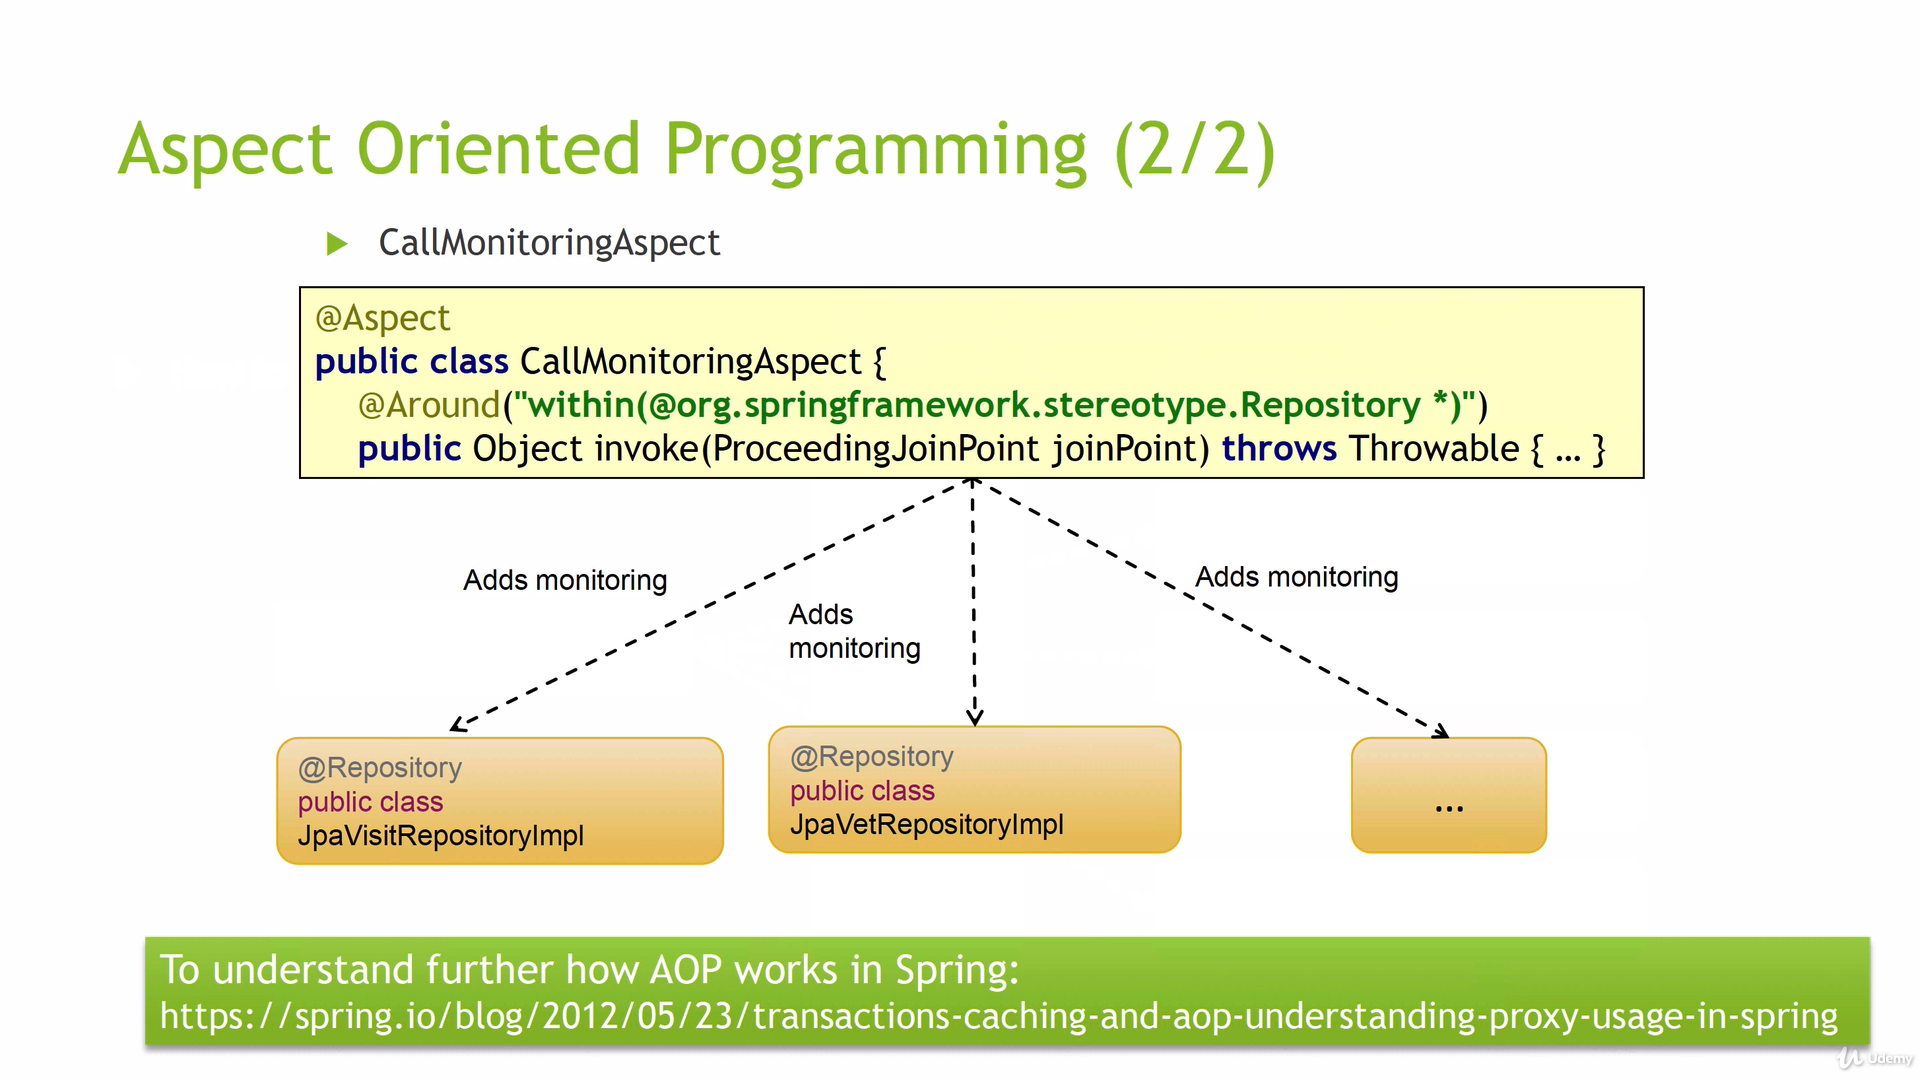 Aspect Oriented Programming (2/2)
CallMonitoringAspect
@Aspect
public class CallMonitoringAspect {
@Around("within(@org.springframework.stereotype.Repository *)")
public Object invoke(ProceedingJoinPoint joinPoint) throws Throwable { … }
Adds monitoring
Adds
monitoring
Adds monitoring
@Repository
public class
JpaVisitRepositoryImpl
@Repository
public class
JpaVetRepositoryImpl
...
To understand further how AOP works in Spring:
https://spring.io/blog/2012/05/23/transactions-caching-and-aop-understanding-proxy-usage-in-spring
Udemy